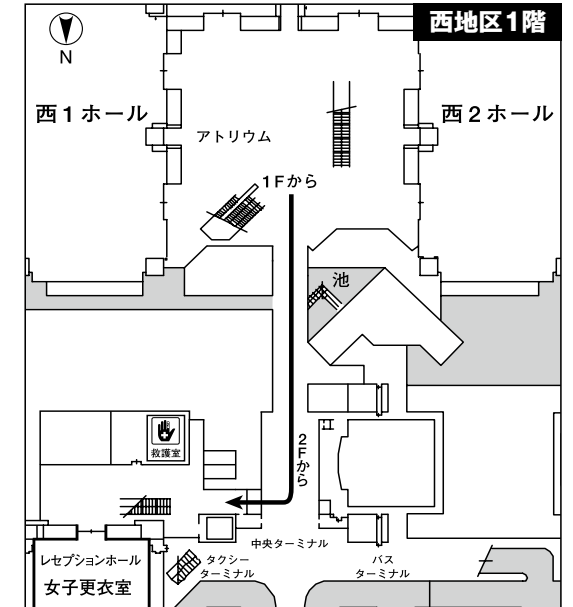 西地区1階
N
西1ホール
西2ホール
アトリウム
1Fから
池
2Fから
救護室
中央ターミナル
レセプションホール
女子更衣室
タクシー
ターミナル
バス
ターミナル